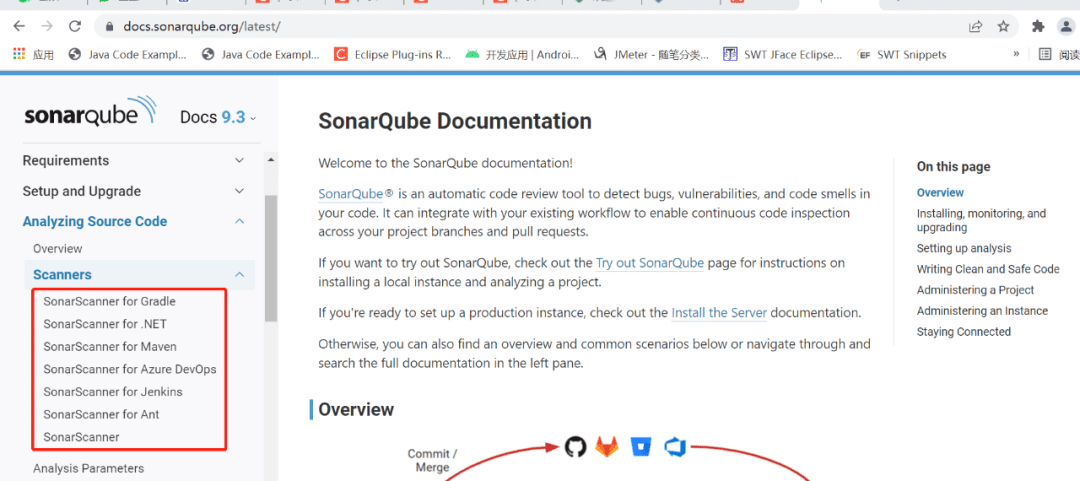 docs.sonarqube.org/latest/
应用
Java Code Exampl...
Java Code Exampl...
Eclipse Plug-ins R...
开发应用 | Androi...
JMeter - 随笔分类...
SWT JFace Eclipse...
SWT Snippets
»
阅读
sonarqube
Docs 9.3
Requirements
Setup and Upgrade
Analyzing Source Code
Overview
Scanners
SonarScanner for Gradle
SonarScanner for .NET
SonarScanner for Maven
SonarScanner for Azure DevOps
SonarScanner for Jenkins
SonarScanner for Ant
SonarScanner
Analysis Parameters
SonarQube Documentation
Welcome to the SonarQube documentation!
SonarQube® is an automatic code review tool to detect bugs, vulnerabilities, and code smells in
your code. It can integrate with your existing workflow to enable continuous code inspection
across your project branches and pull requests.
If you want to try out SonarQube, check out the Try out SonarQube page for instructions on
installing a local instance and analyzing a project.
If you're ready to set up a production instance, check out the Install the Server documentation.
Otherwise, you can also find an overview and common scenarios below or navigate through and
search the full documentation in the left pane.
Overview
Commit /
Merge
On this page
Overview
Installing, monitoring, and
upgrading
Setting up analysis
Writing Clean and Safe Code
Administering a Project
Administering an Instance
Staying Connected